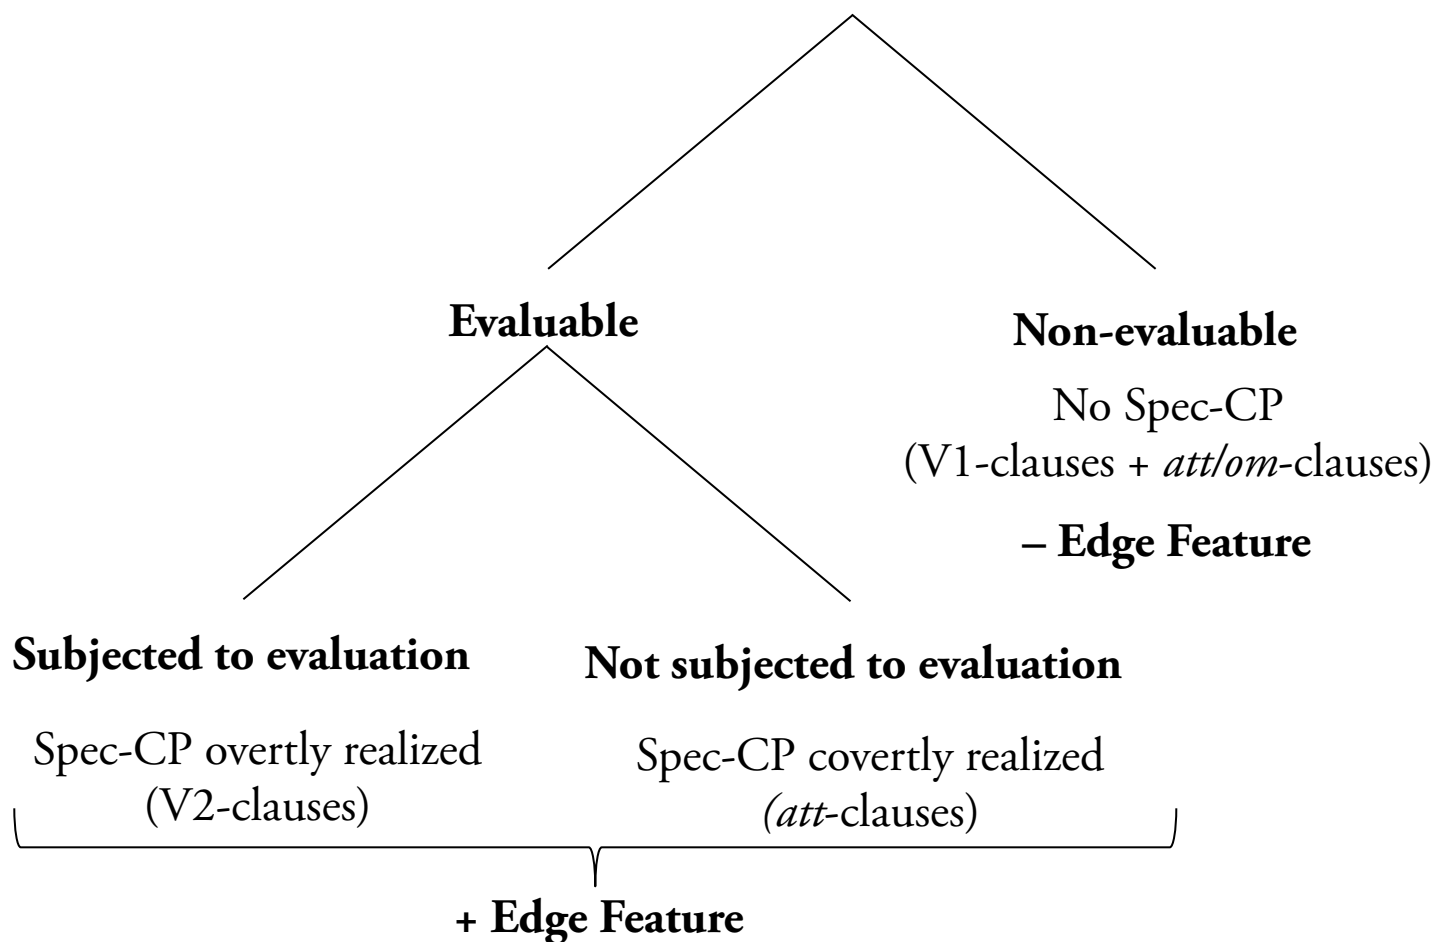 Evaluable
Non-evaluable
No Spec-CP
(V1-clauses + att/om-clauses)
– Edge Feature
Subjected to evaluation
Not subjected to evaluation
Spec-CP overtly realized
(V2-clauses)
Spec-CP covertly realized
(att-clauses)
+ Edge Feature